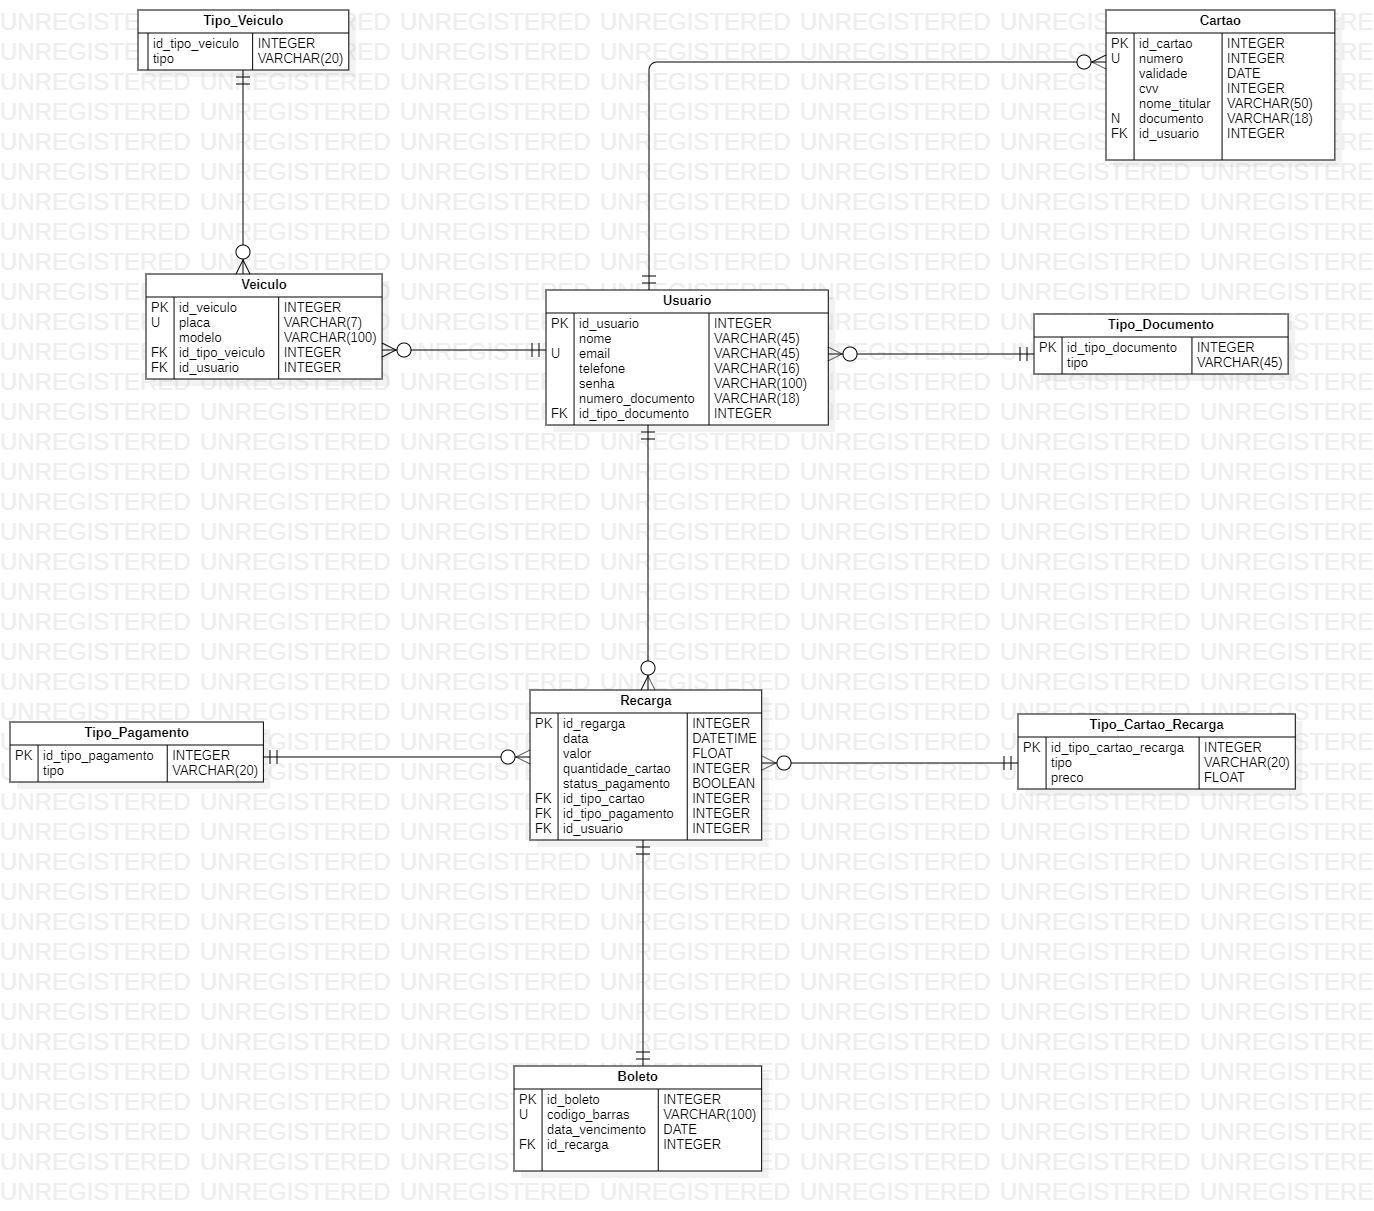 Tipo_Veiculo
id_tipo_veiculo INTEGER
tipo VARCHAR(20)
Cartao
PK id_cartao INTEGER
U numero INTEGER
validade DATE
cvv INTEGER
nome_titular VARCHAR(50)
N documento VARCHAR(18)
FK id_usuario INTEGER
Veiculo
PK id_veiculo INTEGER
U placa VARCHAR(7)
modelo VARCHAR(100)
FK id_tipo_veiculo INTEGER
FK id_usuario INTEGER
Usuario
PK id_usuario INTEGER
nome VARCHAR(45)
U email VARCHAR(45)
telefone VARCHAR(16)
senha VARCHAR(100)
numero_documento VARCHAR(18)
FK id_tipo_documento INTEGER
Tipo_Documento
PK id_tipo_documento INTEGER
tipo VARCHAR(45)
Tipo_Pagamento
PK id_tipo_pagamento INTEGER
tipo VARCHAR(20)
Recarga
PK id_regarga INTEGER
data DATETIME
valor FLOAT
quantidade_cartao INTEGER
status_pagamento BOOLEAN
FK id_tipo_cartao INTEGER
FK id_tipo_pagamento INTEGER
FK id_usuario INTEGER
Tipo_Cartao_Recarga
PK id_tipo_cartao_recarga INTEGER
tipo VARCHAR(20)
preco FLOAT
Boleto
PK id_boleto INTEGER
U codigo_barras VARCHAR(100)
data_vencimento DATE
FK id_recarga INTEGER
UNREGISTERED